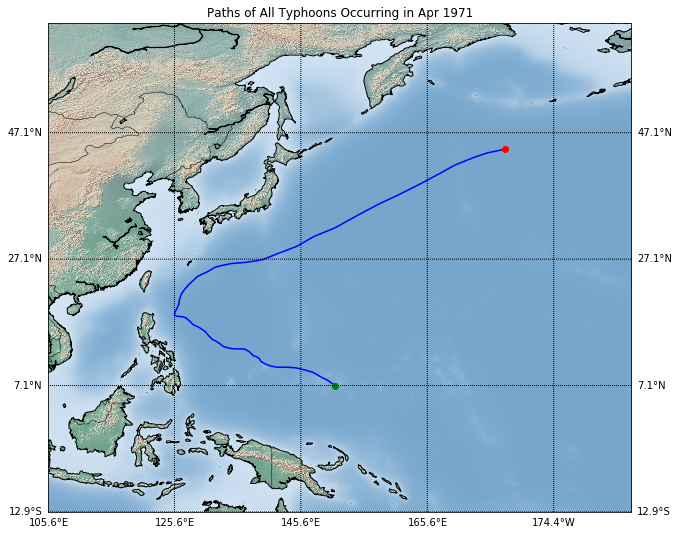 Paths of All Typhoons Occurring in Apr 1971
47.1°N 47.1°N
27.1°N 27.1°N
7.1°N 7.1°N
12.9°S 12.9°S
105.6°E 125.6°E 145.6°E 165.6°E 174.4°W